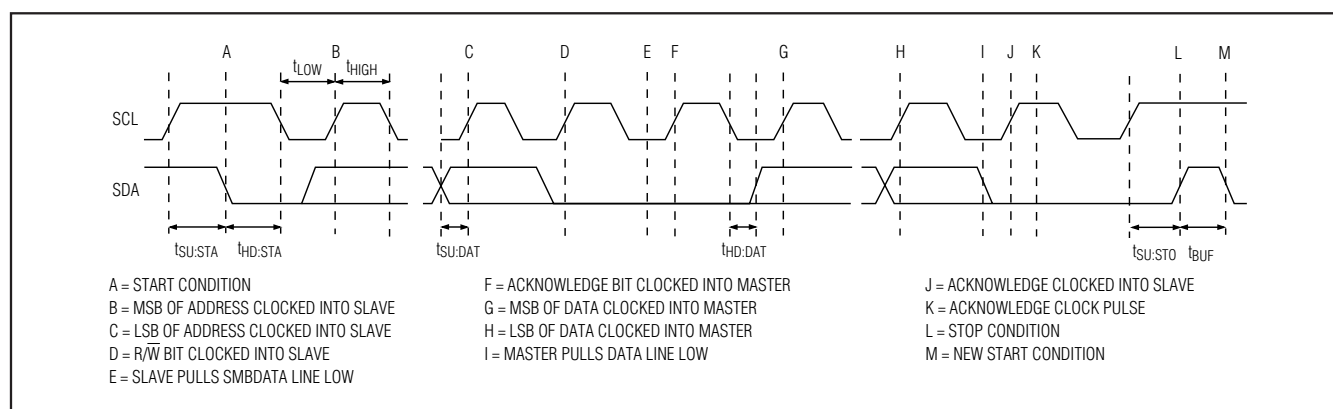 A B C D E F G H I J K L M
tLOW tHIGH
SCL
SDA
tSU:STA tHD:STA tSU:DAT tHD:DAT tSU:STO tBUF
A = START CONDITION
B = MSB OF ADDRESS CLOCKED INTO SLAVE
C = LSB OF ADDRESS CLOCKED INTO SLAVE
D = R/W̅ BIT CLOCKED INTO SLAVE
E = SLAVE PULLS SMBDATA LINE LOW
F = ACKNOWLEDGE BIT CLOCKED INTO MASTER
G = MSB OF DATA CLOCKED INTO MASTER
H = LSB OF DATA CLOCKED INTO MASTER
I = MASTER PULLS DATA LINE LOW
J = ACKNOWLEDGE CLOCKED INTO SLAVE
K = ACKNOWLEDGE CLOCK PULSE
L = STOP CONDITION
M = NEW START CONDITION